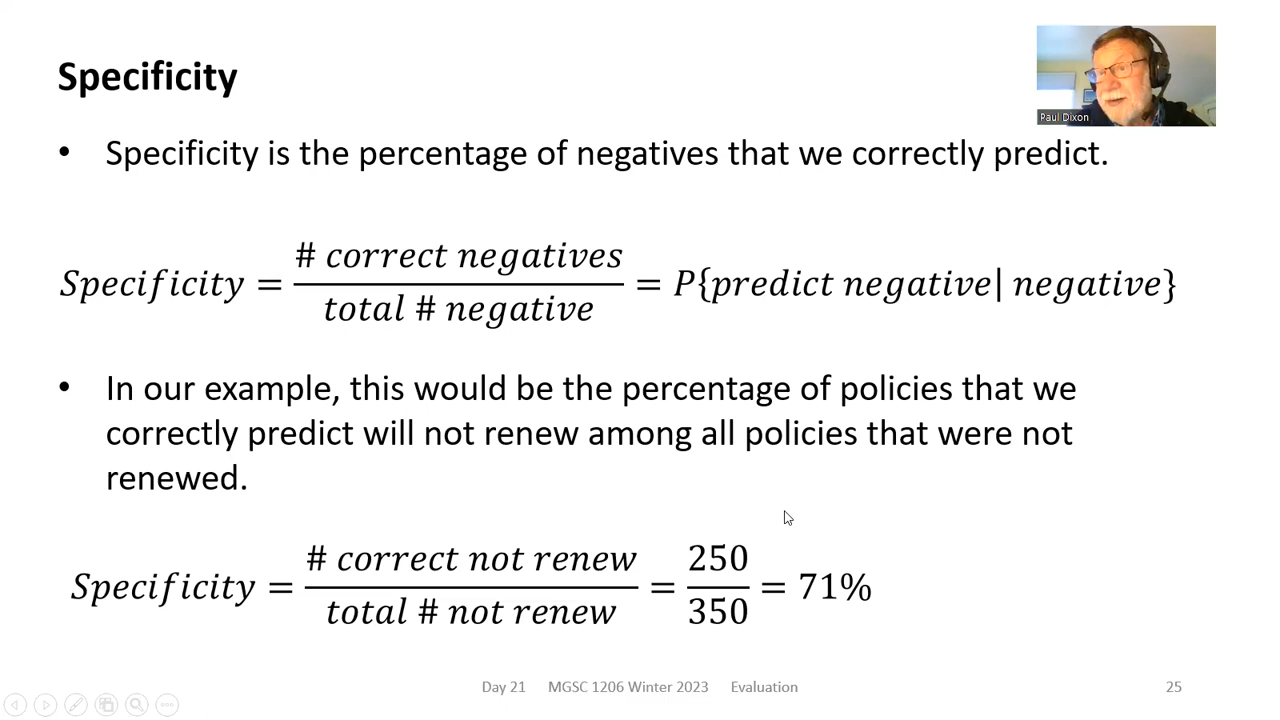 Specificity
Paul Dixon
• Specificity is the percentage of negatives that we correctly predict.
Specificity = # correct negatives / total # negative = P{predict negative| negative}
• In our example, this would be the percentage of policies that we
correctly predict will not renew among all policies that were not
renewed.
Specificity = # correct not renew / total # not renew = 250 / 350 = 71%
Day 21 MGSC 1206 Winter 2023 Evaluation 25